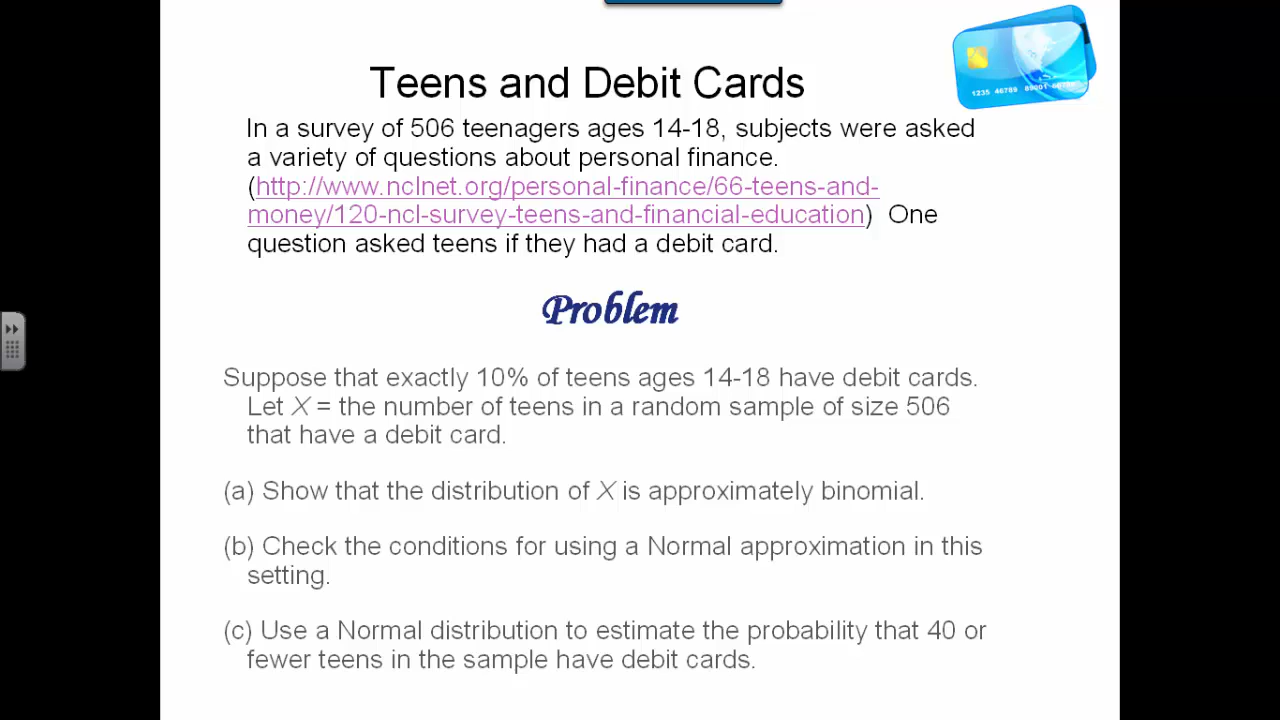 Teens and Debit Cards
1235 46789
In a survey of 506 teenagers ages 14-18, subjects were asked
a variety of questions about personal finance.
(http://www.nclnet.org/personal-finance/66-teens-and-
money/120-ncl-survey-teens-and-financial-education) One
question asked teens if they had a debit card.
Problem
Suppose that exactly 10% of teens ages 14-18 have debit cards.
Let X = the number of teens in a random sample of size 506
that have a debit card.
(a) Show that the distribution of X is approximately binomial.
(b) Check the conditions for using a Normal approximation in this
setting.
(c) Use a Normal distribution to estimate the probability that 40 or
fewer teens in the sample have debit cards.